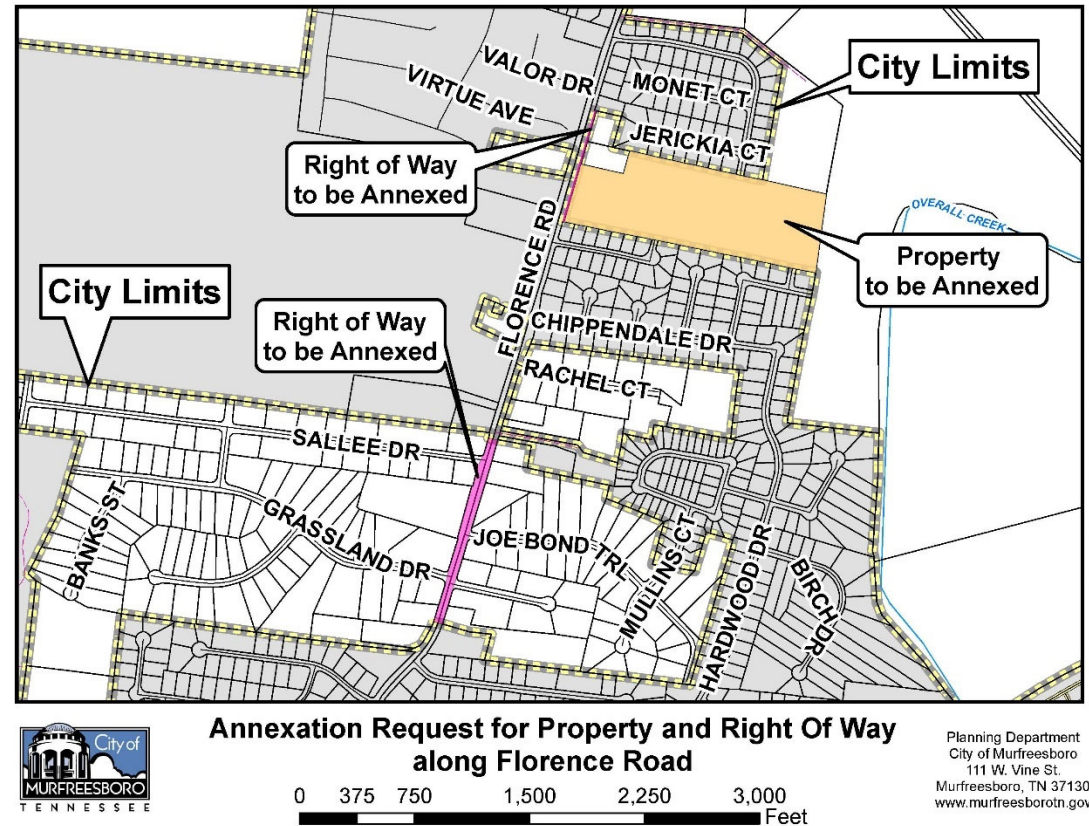 VALOR DR
MONET CT
City Limits
VIRTUE AVE
JERICKIA CT
Right of Way
to be Annexed
OVERALL CREEK
FLORENCE RD
Property
to be Annexed
City Limits
Right of Way
to be Annexed
CHIPPENDALE DR
RACHEL CT
SALLEE DR
BANKS ST
GRASSLAND DR
JOE BOND TRL
MULLINS CT
HARDWOOD DR
BIRCH DR
City of
MURFREESBORO
TENNESSEE
Annexation Request for Property and Right Of Way
along Florence Road
0 375 750 1,500 2,250 3,000
Feet
Planning Department
City of Murfreesboro
111 W. Vine St.
Murfreesboro, TN 37130
www.murfreesborotn.gov